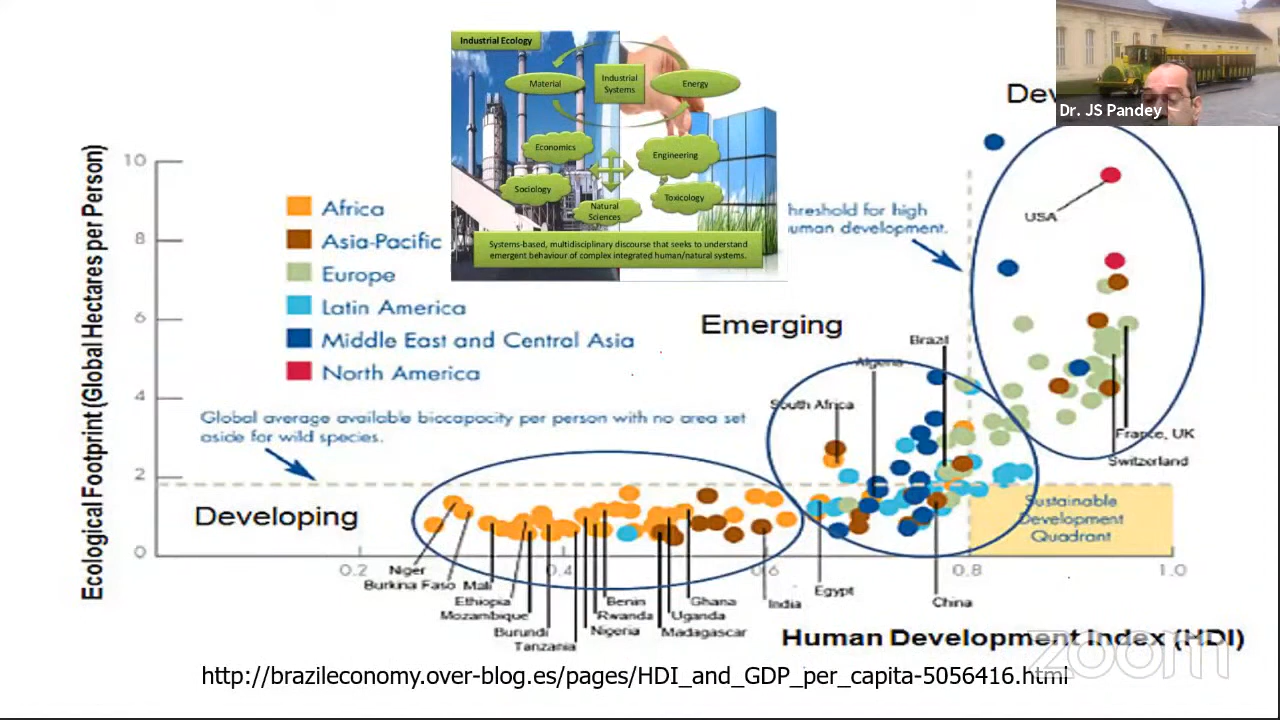 Industrial Ecology
Material
Industrial
Systems
Energy
Economics
Engineering
Sociology
Toxicology
Natural
Sciences
Systems-based, multidisciplinary discourse that seeks to understand
emergent behaviour of complex integrated human/natural systems.
Dr. JS Pandey
De
Ecological Footprint (Global Hectares per Person)
10
8
6
4
2
0
Africa
Asia-Pacific
Europe
Latin America
Middle East and Central Asia
North America
hreshold for high
uman development.
USA
Emerging
Brazil
Algeria
South Africa
Global average available biccapacity per person with no area set
aside for wild species.
France, UK
Switzerland
Developing
Sustainable
Development
Quadrant
0.2
0.4
0.6
0.8
1.0
Niger
Burkina Faso
Mali
Ethiopia
Mozambique
Burundi
Tanzania
Benin
Rwanda
Nigeria
Ghana
Uganda
Madagascar
India
Egypt
China
Human Development Index (HDI)
zoom
http://brazileconomy.over-blog.es/pages/HDI_and_GDP_per_capita-5056416.html